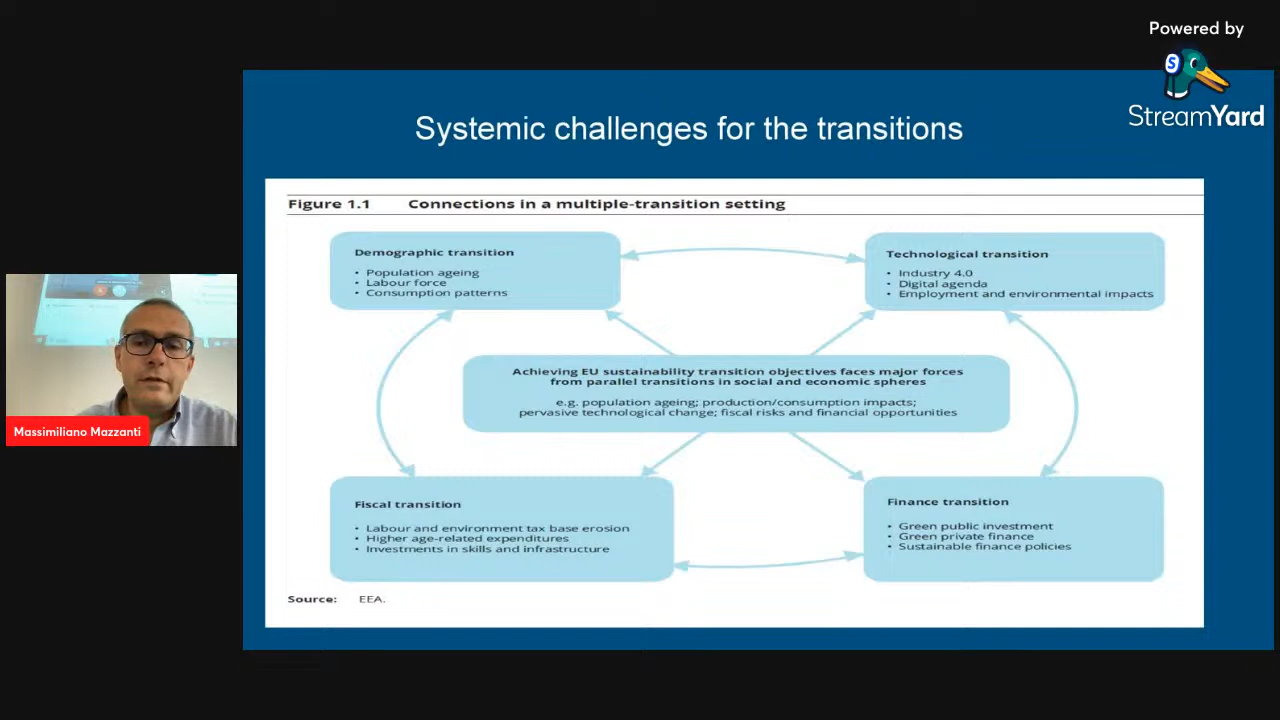 Powered by
StreamYard
Systemic challenges for the transitions
Figure 1.1 Connections in a multiple-transition setting
Demographic transition
• Population ageing
• Labour force
• Consumption patterns
Technological transition
• Industry 4.0
• Digital agenda
• Employment and environmental impacts
Achieving EU sustainability transition objectives faces major forces
from parallel transitions in social and economic spheres
e.g. population ageing; production/consumption impacts;
pervasive technological change; fiscal risks and financial opportunities
Fiscal transition
• Labour and environment tax base erosion
• Higher age-related expenditures
• Investments in skills and infrastructure
Finance transition
• Green public investment
• Green private finance
• Sustainable finance policies
Source: EEA.
Massimiliano Mazzanti